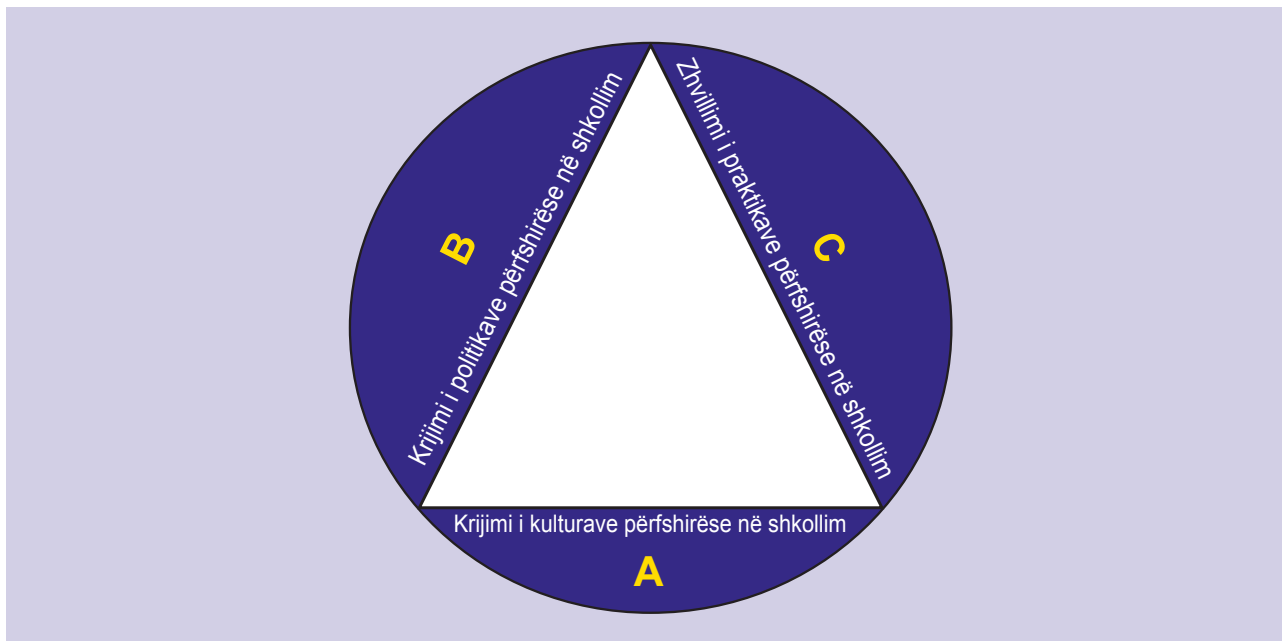 B
Krijimi i politikave përfshirëse në shkollim
Zhvillimi i praktikave përfshirëse në shkollim
C
Krijimi i kulturave përfshirëse në shkollim
A